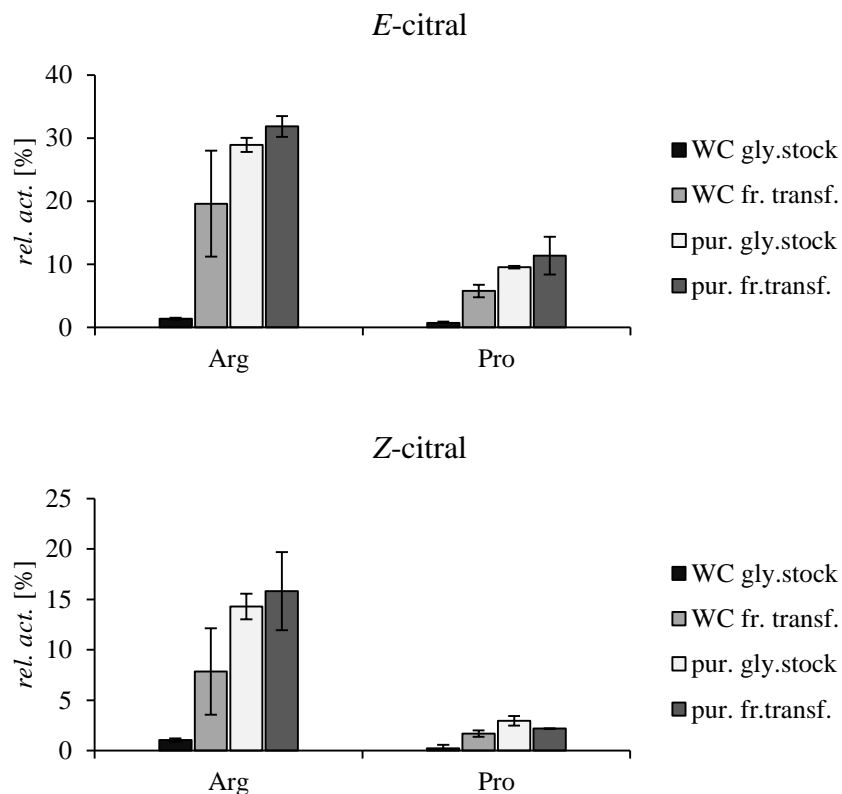 E-citral
40
30
20
10
0
rel. act. [%]
Arg
Pro
WC gly.stock
WC fr. transf.
pur. gly.stock
pur. fr.transf.
Z-citral
25
20
15
10
5
0
rel. act. [%]
Arg
Pro
WC gly.stock
WC fr. transf.
pur. gly.stock
pur. fr.transf.